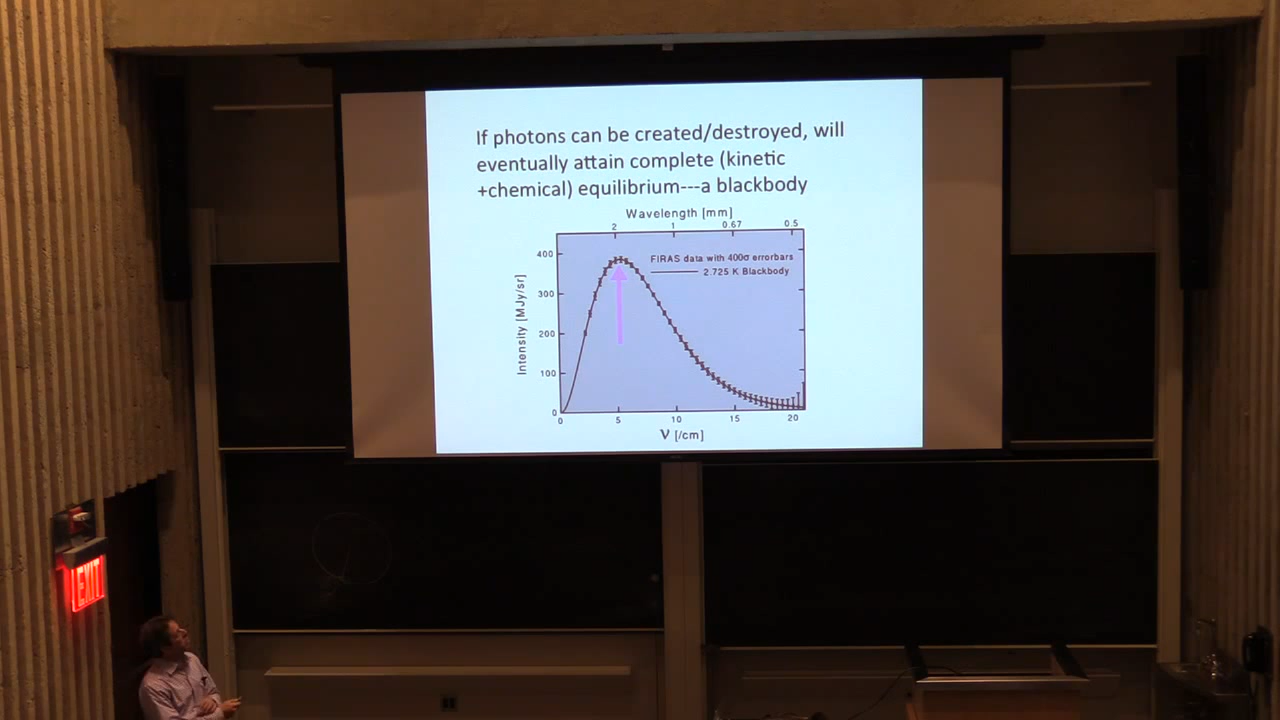 If photons can be created/destroyed, will
eventually attain complete (kinetic
+chemical) equilibrium---a blackbody
Wavelength [mm]
2 1 0.67 0.5
FIRAS data with 400σ errorbars
2.725 K Blackbody
Intensity [MJy/sr]
400
300
200
100
0
0 5 10 15 20
ν [/cm]
EXIT